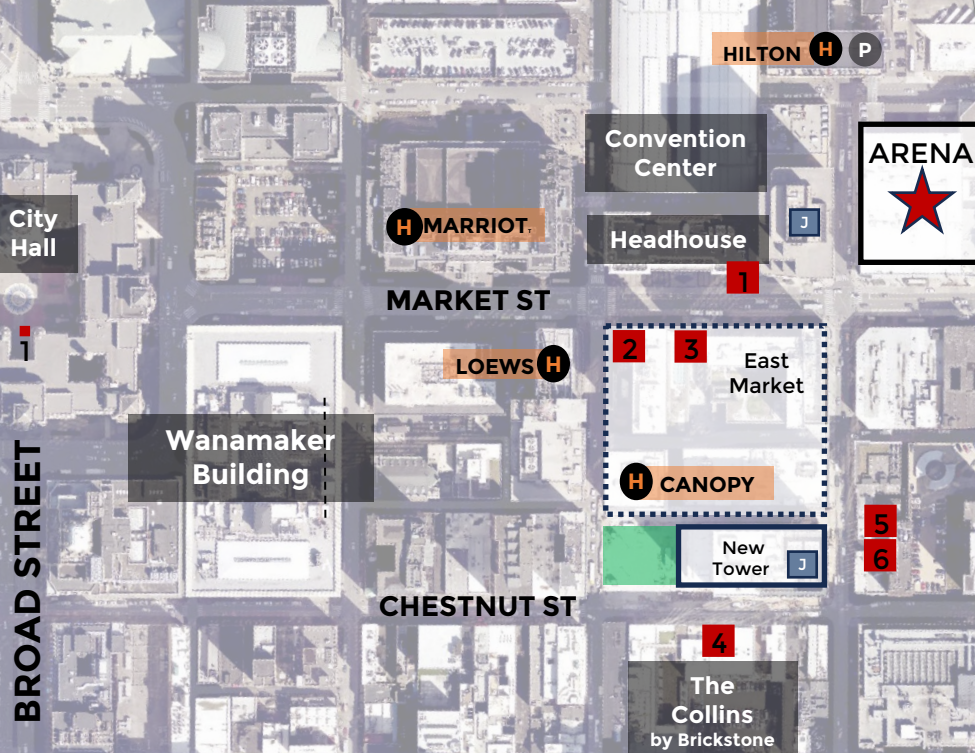 HILTON H P
Convention
Center
ARENA
City
Hall
H MARRIOT
T
Headhouse
J
1
MARKET ST
1
2
3
East
Market
LOEWS H
Wanamaker
Building
H CANOPY
BROAD STREET
5
6
New
Tower
J
CHESTNUT ST
4
The
Collins
by Brickstone